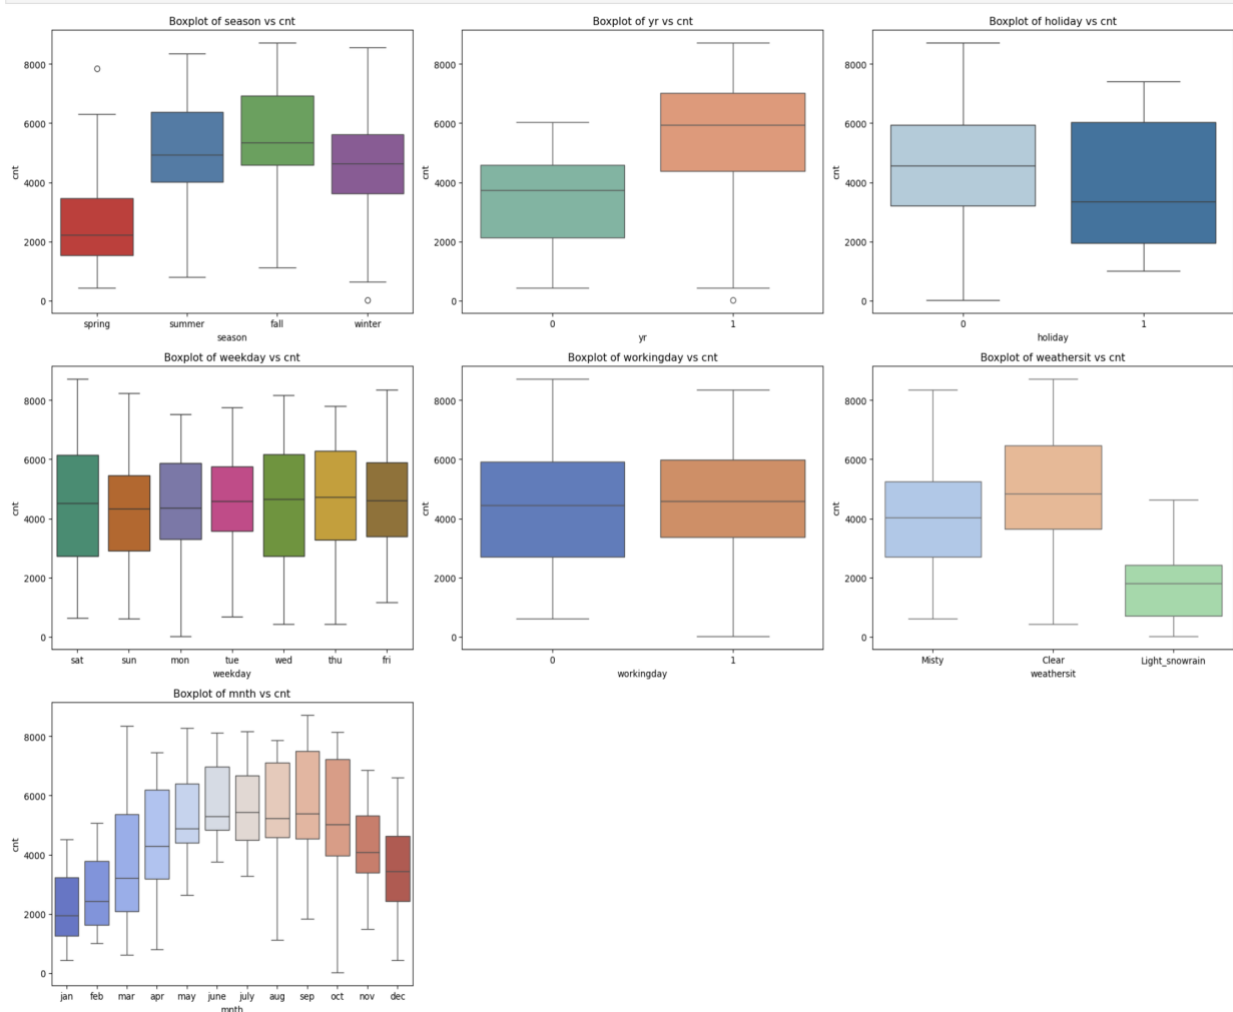 Boxplot of season vs cnt
cnt
8000
6000
4000
2000
0
spring summer fall winter
season
Boxplot of yr vs cnt
cnt
8000
6000
4000
2000
0
0 1
yr
Boxplot of holiday vs cnt
cnt
8000
6000
4000
2000
0
0 1
holiday
Boxplot of weekday vs cnt
cnt
8000
6000
4000
2000
0
sat sun mon tue wed thu fri
weekday
Boxplot of workingday vs cnt
cnt
8000
6000
4000
2000
0
0 1
workingday
Boxplot of weathersit vs cnt
cnt
8000
6000
4000
2000
0
Misty Clear Light_snowrain
weathersit
Boxplot of mnth vs cnt
cnt
8000
6000
4000
2000
0
jan feb mar apr may june july aug sep oct nov dec
mnth